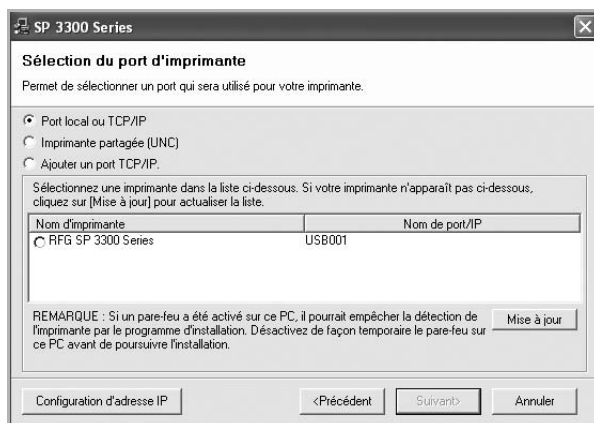 SP 3300 Series
Sélection du port d'imprimante
Permet de sélectionner un port qui sera utilisé pour votre imprimante.
Port local ou TCP/IP
Imprimante partagée (UNC)
Ajouter un port TCP/IP.
Sélectionnez une imprimante dans la liste ci-dessous. Si votre imprimante n'apparaît pas ci-dessous,
cliquez sur [Mise à jour] pour actualiser la liste.
Nom d'imprimante Nom de port/IP
RFG SP 3300 Series USB001
REMARQUE : Si un pare-feu a été activé sur ce PC, il pourrait empêcher la détection de
l'imprimante par le programme d'installation. Désactivez de façon temporaire le pare-feu sur
ce PC avant de poursuivre l'installation.
Mise à jour
Configuration d'adresse IP <Précédent Suivant> Annuler